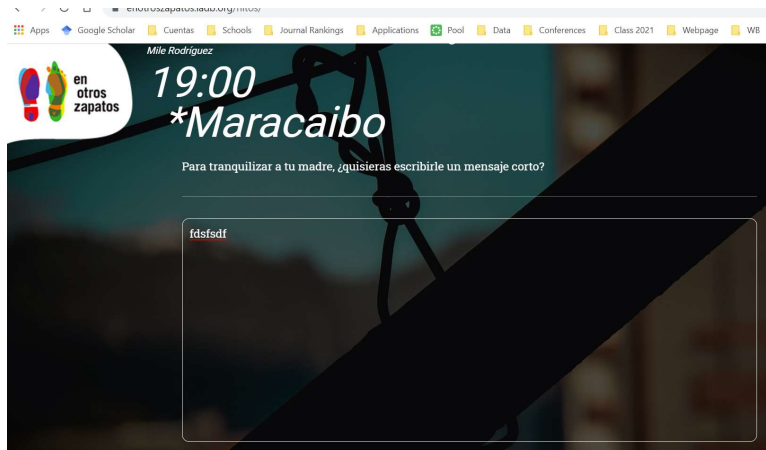 enotroszapatos.iadb.org/hitos/
Apps Google Scholar Cuentas Schools Journal Rankings Applications Pool Data Conferences Class 2021 Webpage WB
Mile Rodríguez
en
otros
zapatos
19:00
*Maracaibo
Para tranquilizar a tu madre, ¿quisieras escribirle un mensaje corto?
fdsfsdf